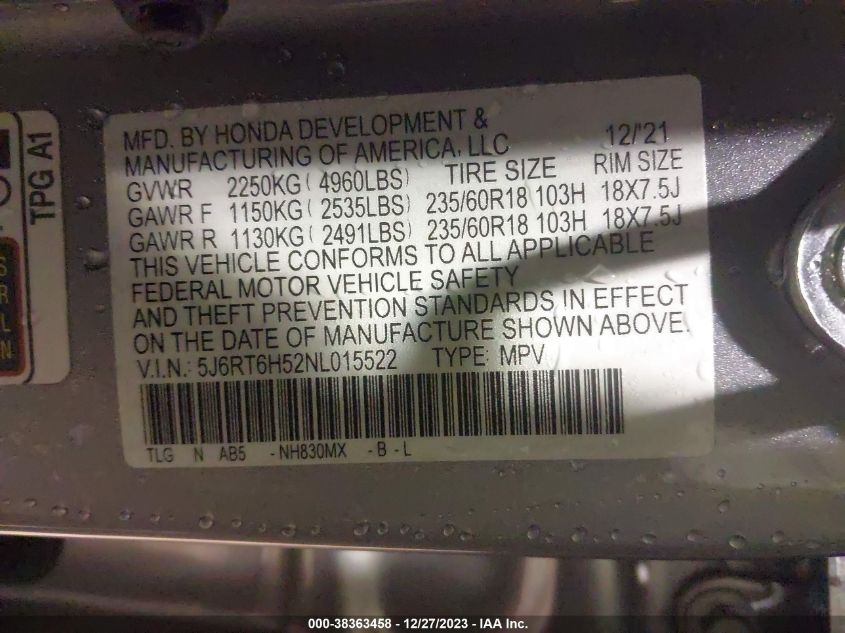 MFD. BY HONDA DEVELOPMENT &
MANUFACTURING OF AMERICA, LLC 12/'21
GVWR 2250KG( 4960LBS) TIRE SIZE RIM SIZE
GAWR F 1150KG( 2535LBS) 235/60R18 103H 18X7.5J
GAWR R 1130KG( 2491LBS) 235/60R18 103H 18X7.5J
THIS VEHICLE CONFORMS TO ALL APPLICABLE
FEDERAL MOTOR VEHICLE SAFETY
AND THEFT PREVENTION STANDARDS IN EFFECT
ON THE DATE OF MANUFACTURE SHOWN ABOVE.
V.I.N.: 5J6RT6H52NL015522 TYPE: MPV
TLG N AB5 -NH830MX -B-L
TPG A1
S
R
L
N
000-38363458 - 12/27/2023 - IAA Inc.